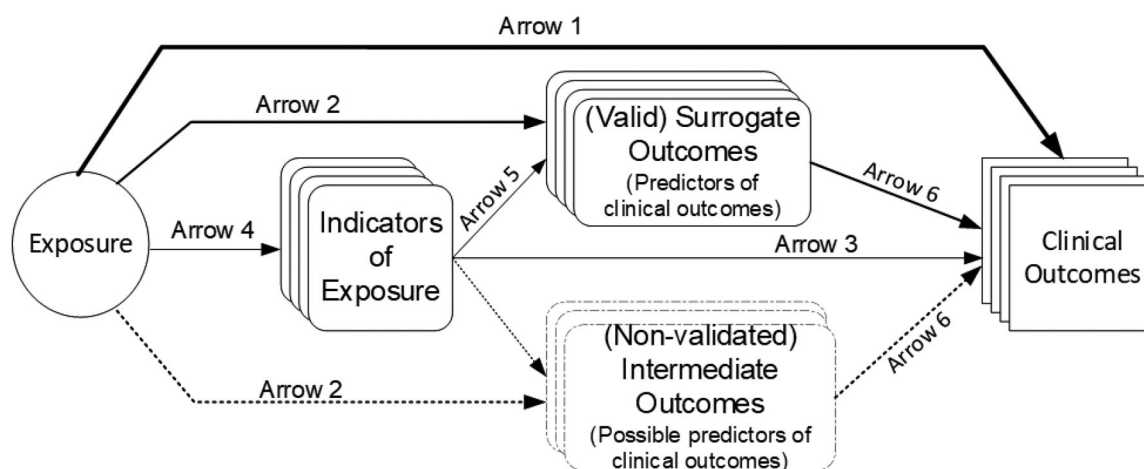 Arrow 1
Arrow 2
(Valid) Surrogate
Outcomes
(Predictors of
clinical outcomes)
Arrow 5
Arrow 6
Exposure
Arrow 4
Indicators
of
Exposure
Arrow 3
Clinical
Outcomes
(Non-validated)
Intermediate
Outcomes
(Possible predictors of
clinical outcomes)
Arrow 2
Arrow 6